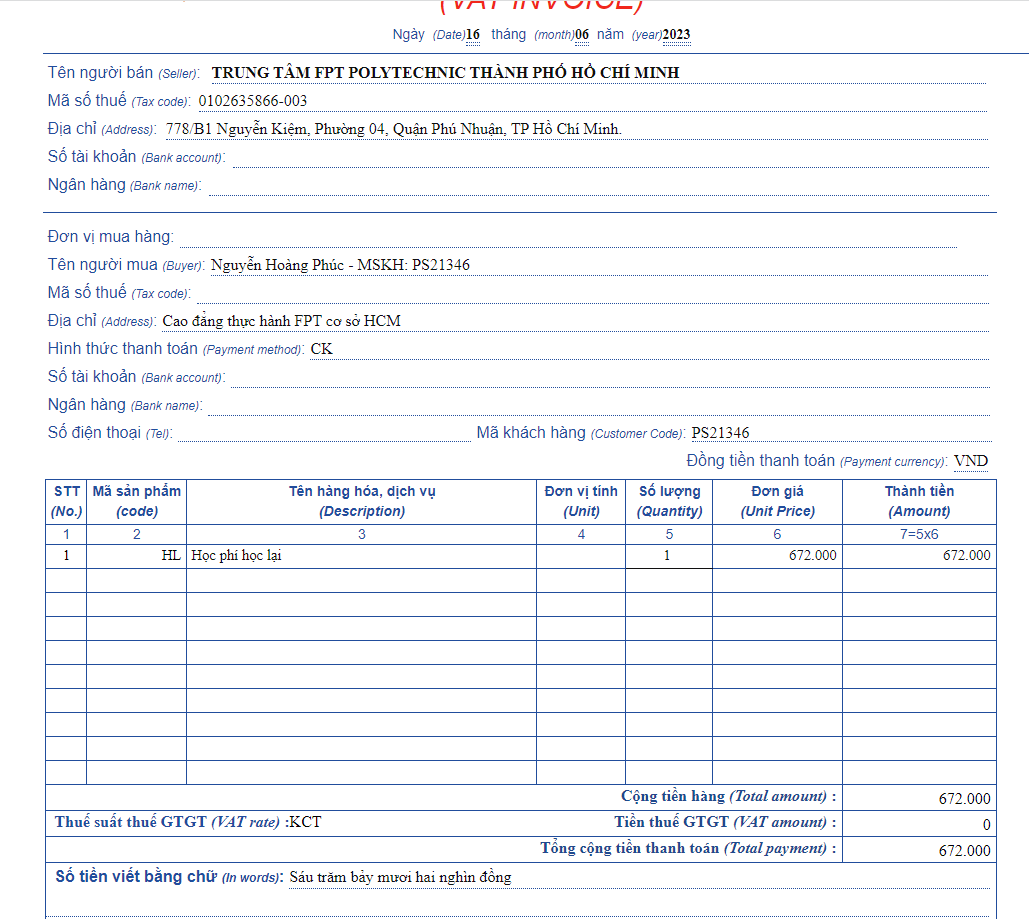 (VAT INVOICE)
Ngày (Date)16 tháng (month)06 năm (year)2023
Tên người bán (Seller): TRUNG TÂM FPT POLYTECHNIC THÀNH PHỐ HỒ CHÍ MINH
Mã số thuế (Tax code): 0102635866-003
Địa chỉ (Address): 778/B1 Nguyễn Kiệm, Phường 04, Quận Phú Nhuận, TP Hồ Chí Minh.
Số tài khoản (Bank account):
Ngân hàng (Bank name):
Đơn vị mua hàng:
Tên người mua (Buyer): Nguyễn Hoàng Phúc - MSKH: PS21346
Mã số thuế (Tax code):
Địa chỉ (Address): Cao đẳng thực hành FPT cơ sở HCM
Hình thức thanh toán (Payment method): CK
Số tài khoản (Bank account):
Ngân hàng (Bank name):
Số điện thoại (Tel): Mã khách hàng (Customer Code): PS21346
Đồng tiền thanh toán (Payment currency): VND
STT Mã sản phẩm Tên hàng hóa, dịch vụ Đơn vị tính Số lượng Đơn giá Thành tiền
(No.) (code) (Description) (Unit) (Quantity) (Unit Price) (Amount)
1 2 3 4 5 6 7=5x6
1 HL Học phí học lại 1 672.000 672.000
Cộng tiền hàng (Total amount) : 672.000
Thuế suất thuế GTGT (VAT rate) :KCT Tiền thuế GTGT (VAT amount) : 0
Tổng cộng tiền thanh toán (Total payment) : 672.000
Số tiền viết bằng chữ (In words): Sáu trăm bảy mươi hai nghìn đồng